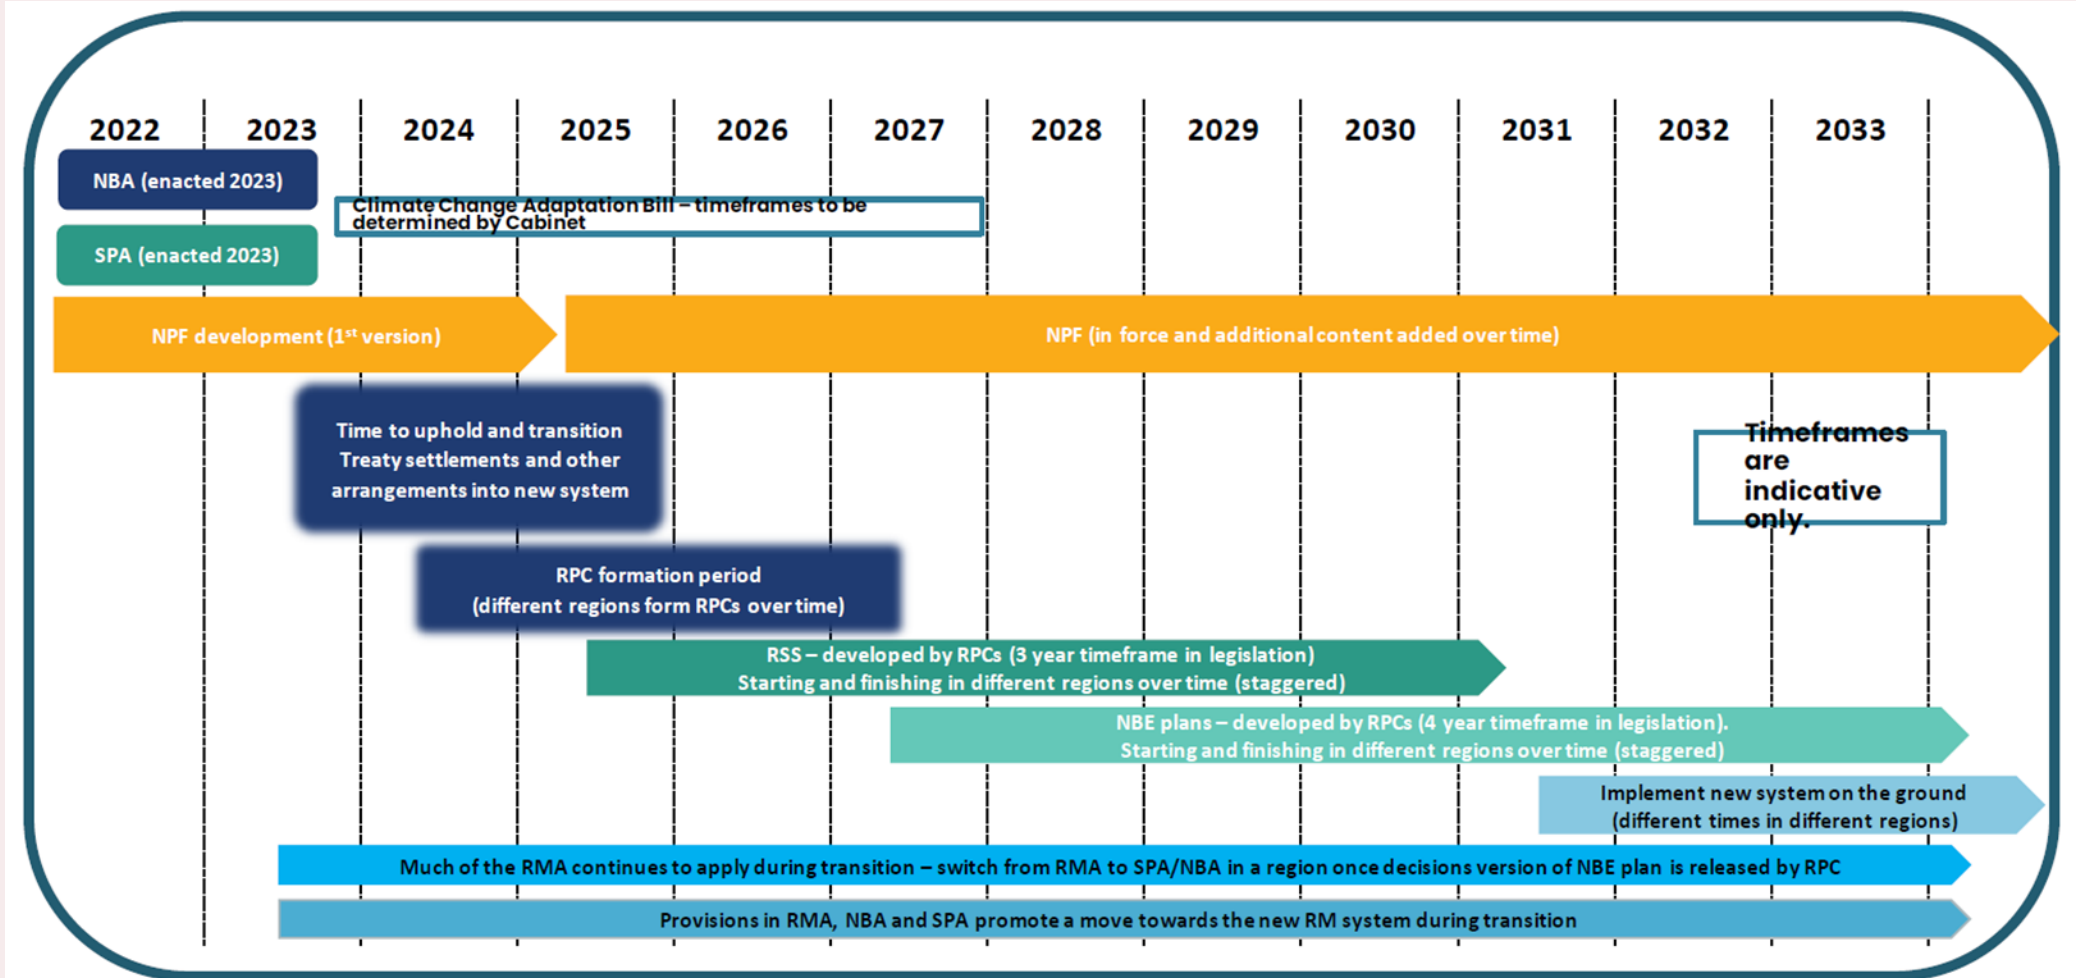 2022 2023 2024 2025 2026 2027 2028 2029 2030 2031 2032 2033
NBA (enacted 2023)
Climate Change Adaptation Bill – timeframes to be
determined by Cabinet
SPA (enacted 2023)
NPF development (1st version)
NPF (in force and additional content added over time)
Time to uphold and transition
Treaty settlements and other
arrangements into new system
Timeframes
are
indicative
only.
RPC formation period
(different regions form RPCs over time)
RSS – developed by RPCs (3 year timeframe in legislation)
Starting and finishing in different regions over time (staggered)
NBE plans – developed by RPCs (4 year timeframe in legislation).
Starting and finishing in different regions over time (staggered)
Implement new system on the ground
(different times in different regions)
Much of the RMA continues to apply during transition – switch from RMA to SPA/NBA in a region once decisions version of NBE plan is released by RPC
Provisions in RMA, NBA and SPA promote a move towards the new RM system during transition